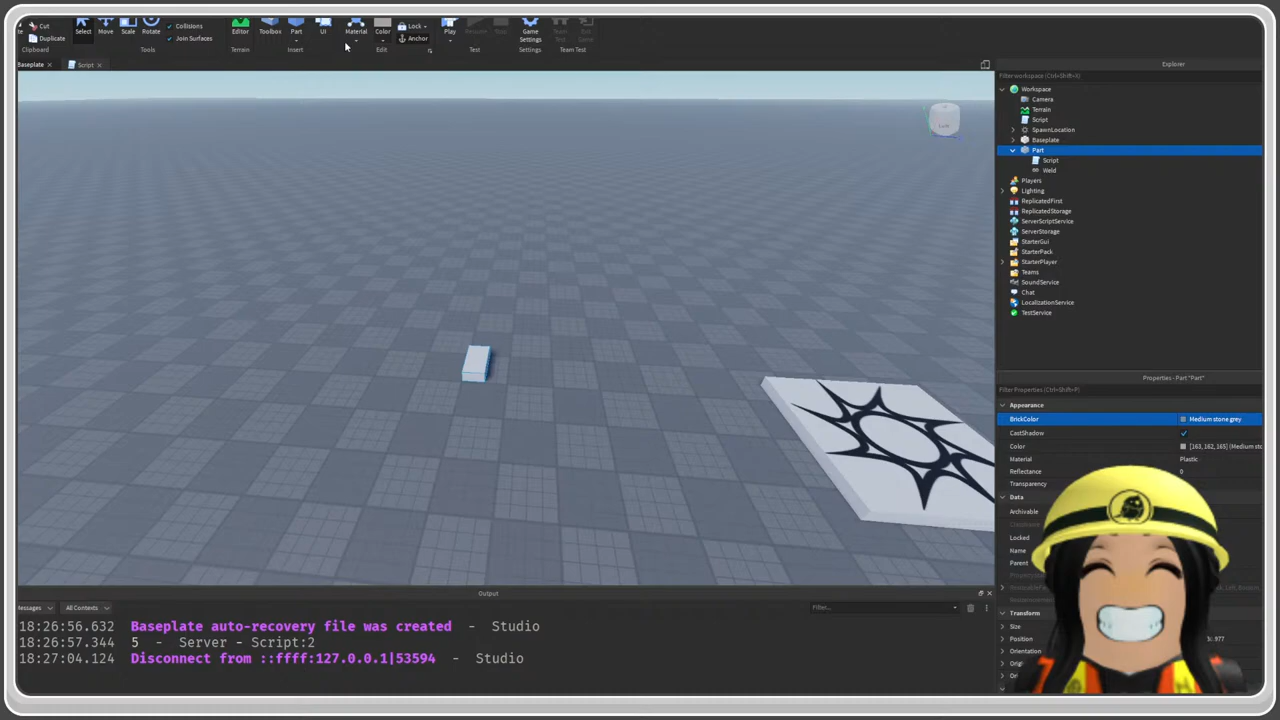 Cut
Duplicate
Clipboard
Select
Move
Scale
Rotate
Collisions
Join Surfaces
Tools
Editor
Terrain
Toolbox
Part
UI
Insert
Material
Color
Lock
Anchor
Edit
Play
Test
Game
Settings
Settings
Team
Test
Team Test
Baseplate
Script
Explorer
Filter workspace (Ctrl+Shift+X)
Workspace
Camera
Terrain
Script
SpawnLocation
Baseplate
Part
Script
Weld
Players
Lighting
ReplicatedFirst
ReplicatedStorage
ServerScriptService
ServerStorage
StarterGui
StarterPack
StarterPlayer
Teams
SoundService
Chat
LocalizationService
TestService
Properties - Part "Part"
Filter Properties (Ctrl+Shift+P)
Appearance
BrickColor Medium stone grey
CastShadow
Color [163, 162, 165] (Medium sto
Material Plastic
Reflectance 0
Transparency
Data
Archivable
Locked
Name
Parent
Transform
Size
Position
Orientation
Output
Messages All Contexts Filter...
18:26:56.632 Baseplate auto-recovery file was created - Studio
18:26:57.344 5 - Server - Script:2
18:27:04.124 Disconnect from ::ffff:127.0.0.1|53594 - Studio